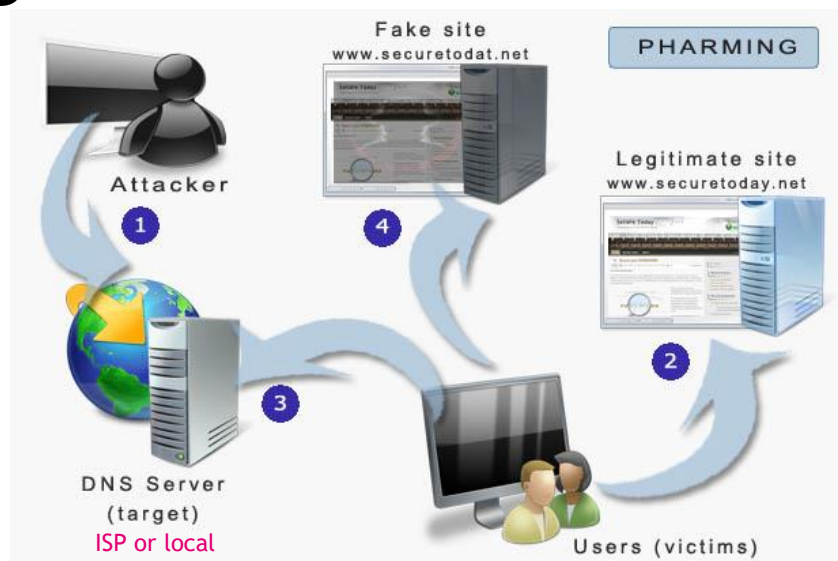 Fake site
www.securetodat.net
PHARMING
Attacker
Legitimate site
www.securetoday.net
1
4
2
3
DNS Server
(target)
ISP or local
Users (victims)